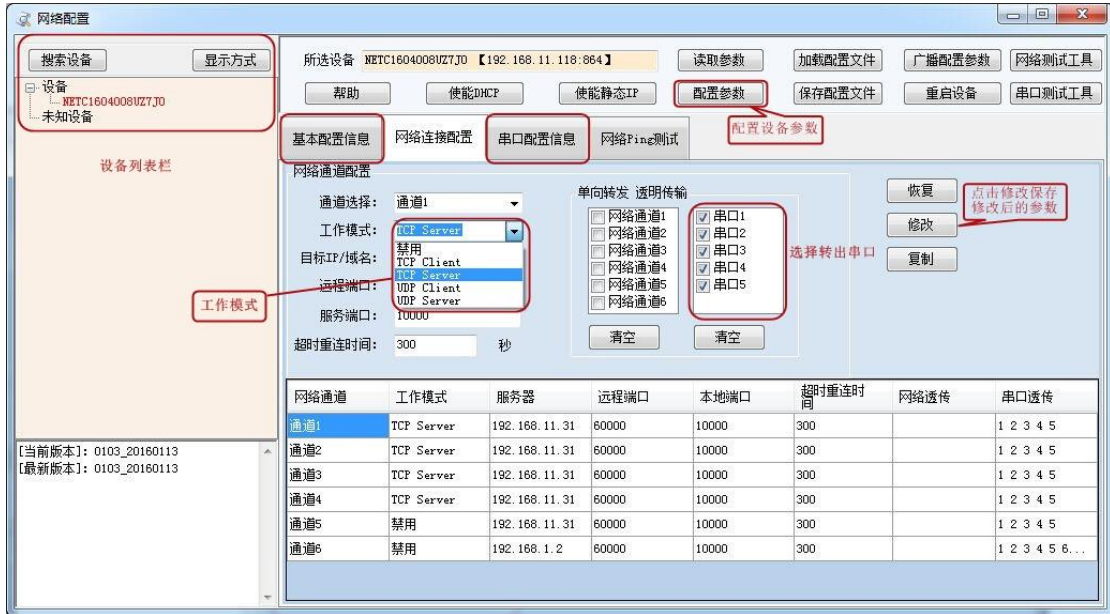 网络配置
搜索设备 显示方式
设备
NETC1604008UZ7J0
未知设备
设备列表栏
[当前版本]: 0103_20160113
[最新版本]: 0103_20160113
所选设备 NETC1604008UZ7J0 【192.168.11.118:864】 读取参数 加载配置文件 广播配置参数 网络测试工具
帮助 使能DHCP 使能静态IP 配置参数 保存配置文件 重启设备 串口测试工具
配置设备参数
基本配置信息 网络连接配置 串口配置信息 网络Ping测试
网络通道配置
通道选择: 通道1
工作模式: TCP Server
禁用
TCP Client
TCP Server
UDP Client
UDP Server
工作模式
目标IP/域名:
远程端口:
服务端口: 10000
超时重连时间: 300 秒
单向转发 透明传输
网络通道1 串口1
网络通道2 串口2
网络通道3 串口3
网络通道4 串口4
网络通道5 串口5
网络通道6
清空 清空
选择转出串口
恢复
修改
复制
点击修改保存
修改后的参数
网络通道 工作模式 服务器 远程端口 本地端口 超时重连时间 网络透传 串口透传
通道1 TCP Server 192.168.11.31 60000 10000 300 1 2 3 4 5
通道2 TCP Server 192.168.11.31 60000 10000 300 1 2 3 4 5
通道3 TCP Server 192.168.11.31 60000 10000 300 1 2 3 4 5
通道4 TCP Server 192.168.11.31 60000 10000 300 1 2 3 4 5
通道5 禁用 192.168.11.31 60000 10000 300 1 2 3 4 5
通道6 禁用 192.168.1.2 60000 10000 300 1 2 3 4 5 6...